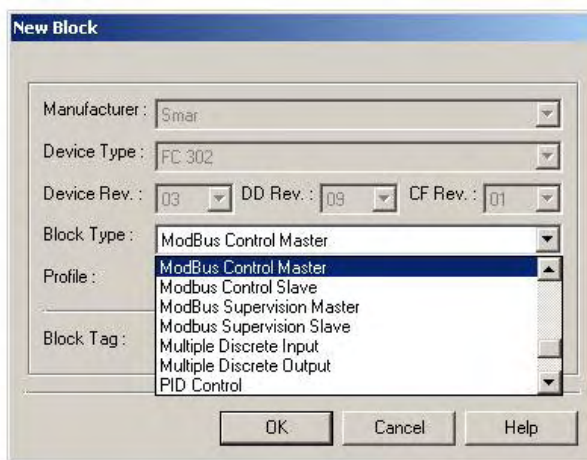 New Block
Manufacturer : Smar
Device Type : FC 302
Device Rev. : 03 DD Rev. : 09 CF Rev. : 01
Block Type : ModBus Control Master
ModBus Control Master
Profile : Modbus Control Slave
ModBus Supervision Master
Modbus Supervision Slave
Block Tag : Multiple Discrete Input
Multiple Discrete Output
PID Control
OK Cancel Help